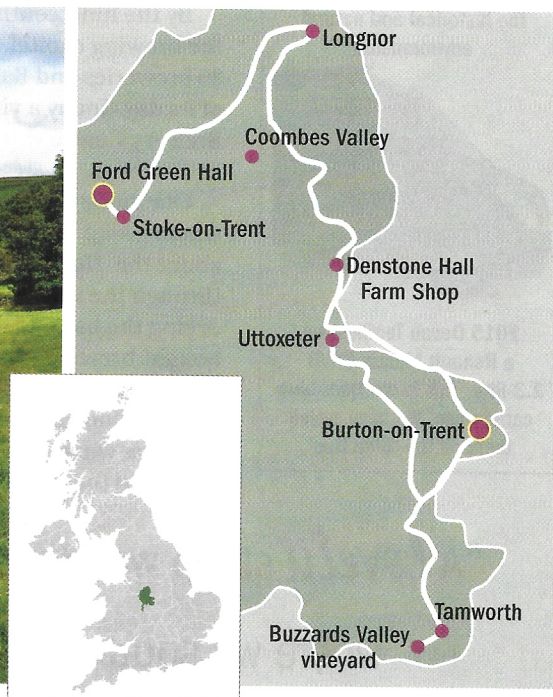 Longnor
Coombes Valley
Ford Green Hall
Stoke-on-Trent
Denstone Hall
Farm Shop
Uttoxeter
Burton-on-Trent
Tamworth
Buzzards Valley
vineyard